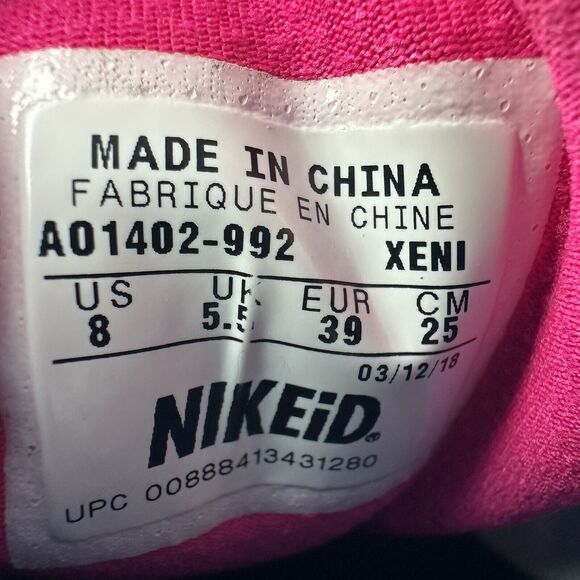 MADE IN CHINA
FABRIQUE EN CHINE
AO1402-992 XENI
US UK EUR CM
8 5.5 39 25
03/12/18
NIKEiD.
UPC 00888413431280